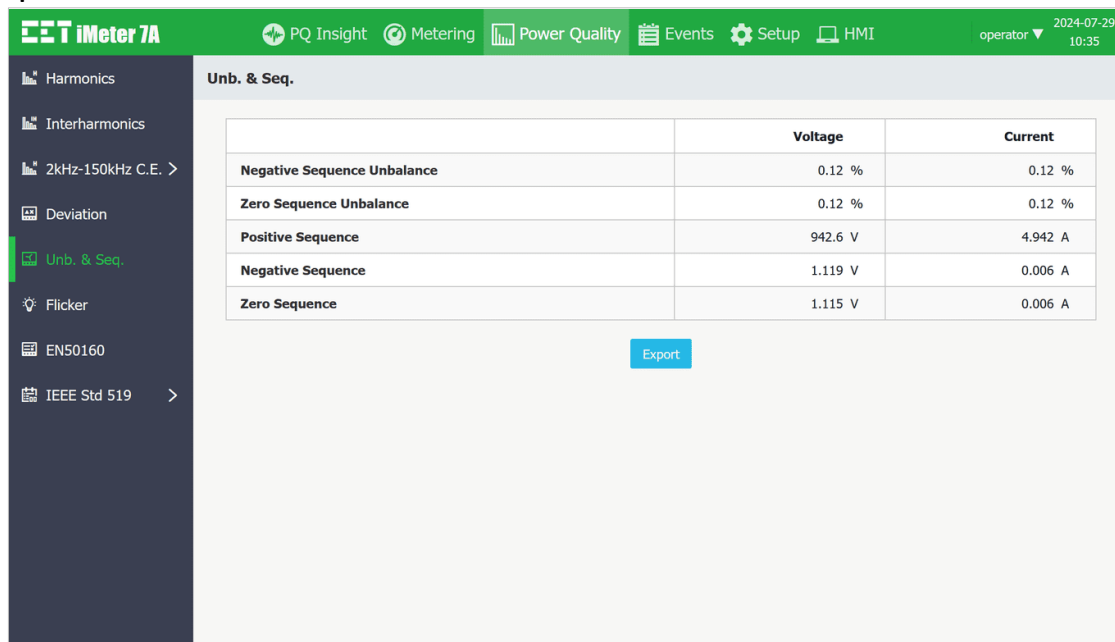 CET iMeter 7A
PQ Insight Metering Power Quality Events Setup HMI operator ▼ 2024-07-29
10:35
Harmonics
Interharmonics
2kHz-150kHz C.E.
Deviation
Unb. & Seq.
Flicker
EN50160
IEEE Std 519
Unb. & Seq.
Voltage Current
Negative Sequence Unbalance 0.12 % 0.12 %
Zero Sequence Unbalance 0.12 % 0.12 %
Positive Sequence 942.6 V 4.942 A
Negative Sequence 1.119 V 0.006 A
Zero Sequence 1.115 V 0.006 A
Export